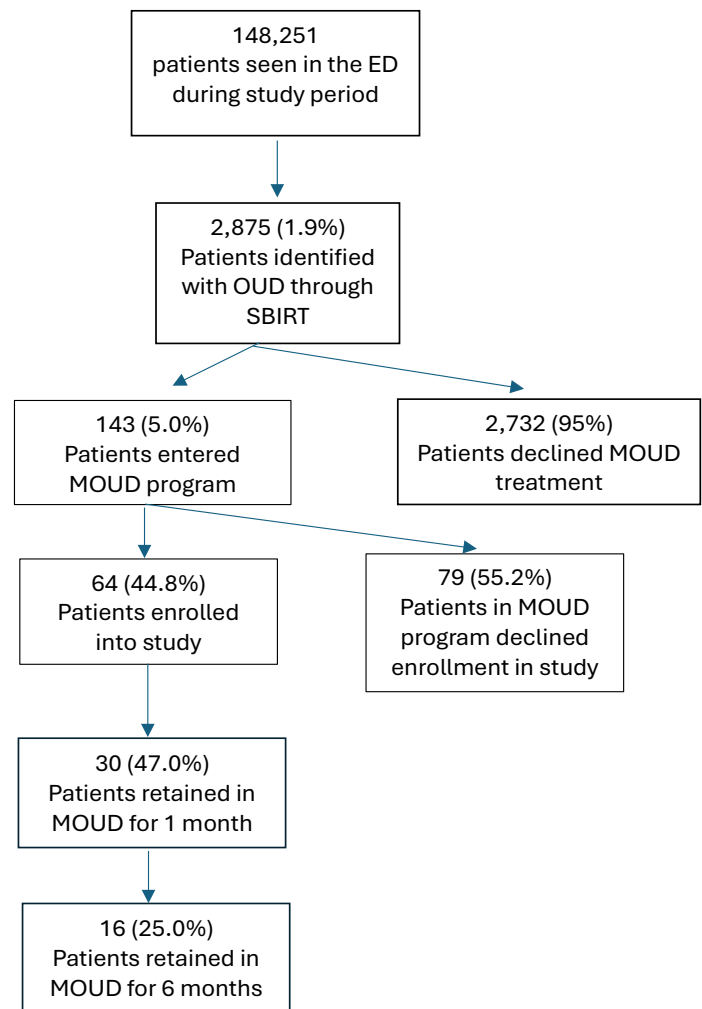 148,251
patients seen in the ED
during study period
2,875 (1.9%)
Patients identified
with OUD through
SBIRT
143 (5.0%)
Patients entered
MOUD program
2,732 (95%)
Patients declined MOUD
treatment
64 (44.8%)
Patients enrolled
into study
79 (55.2%)
Patients in MOUD
program declined
enrollment in study
30 (47.0%)
Patients retained in
MOUD for 1 month
16 (25.0%)
Patients retained in
MOUD for 6 months